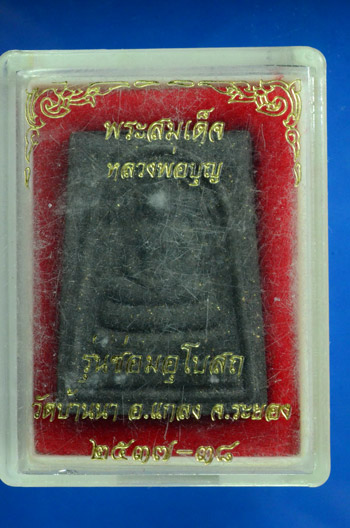 พระสมเด็จ
หลวงพ่อบุญ
รุ่นซ่อมอุโบสถ
วัดบ้านนา อ.แกลง จ.ระยอง
๒๕๓๗-๓๘